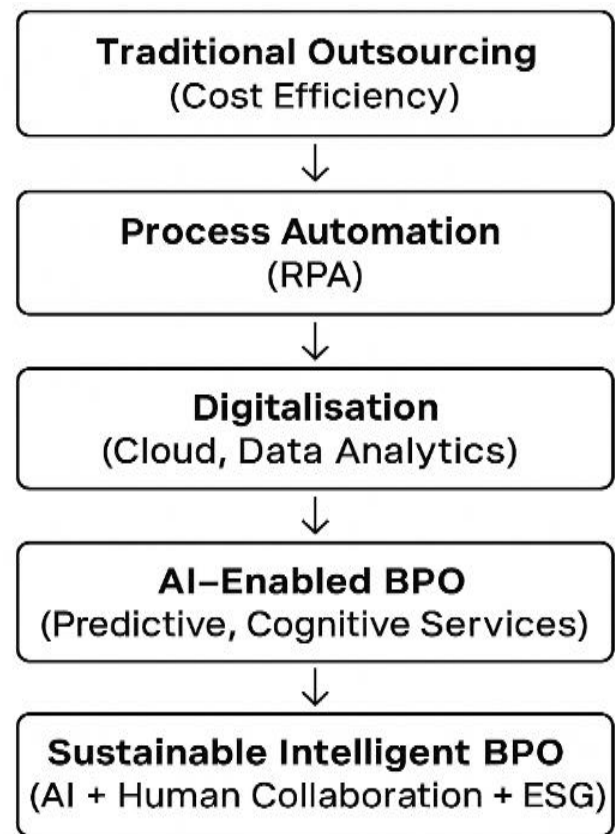 Traditional Outsourcing
(Cost Efficiency)
Process Automation
(RPA)
Digitalisation
(Cloud, Data Analytics)
AI–Enabled BPO
(Predictive, Cognitive Services)
Sustainable Intelligent BPO
(AI + Human Collaboration + ESG)